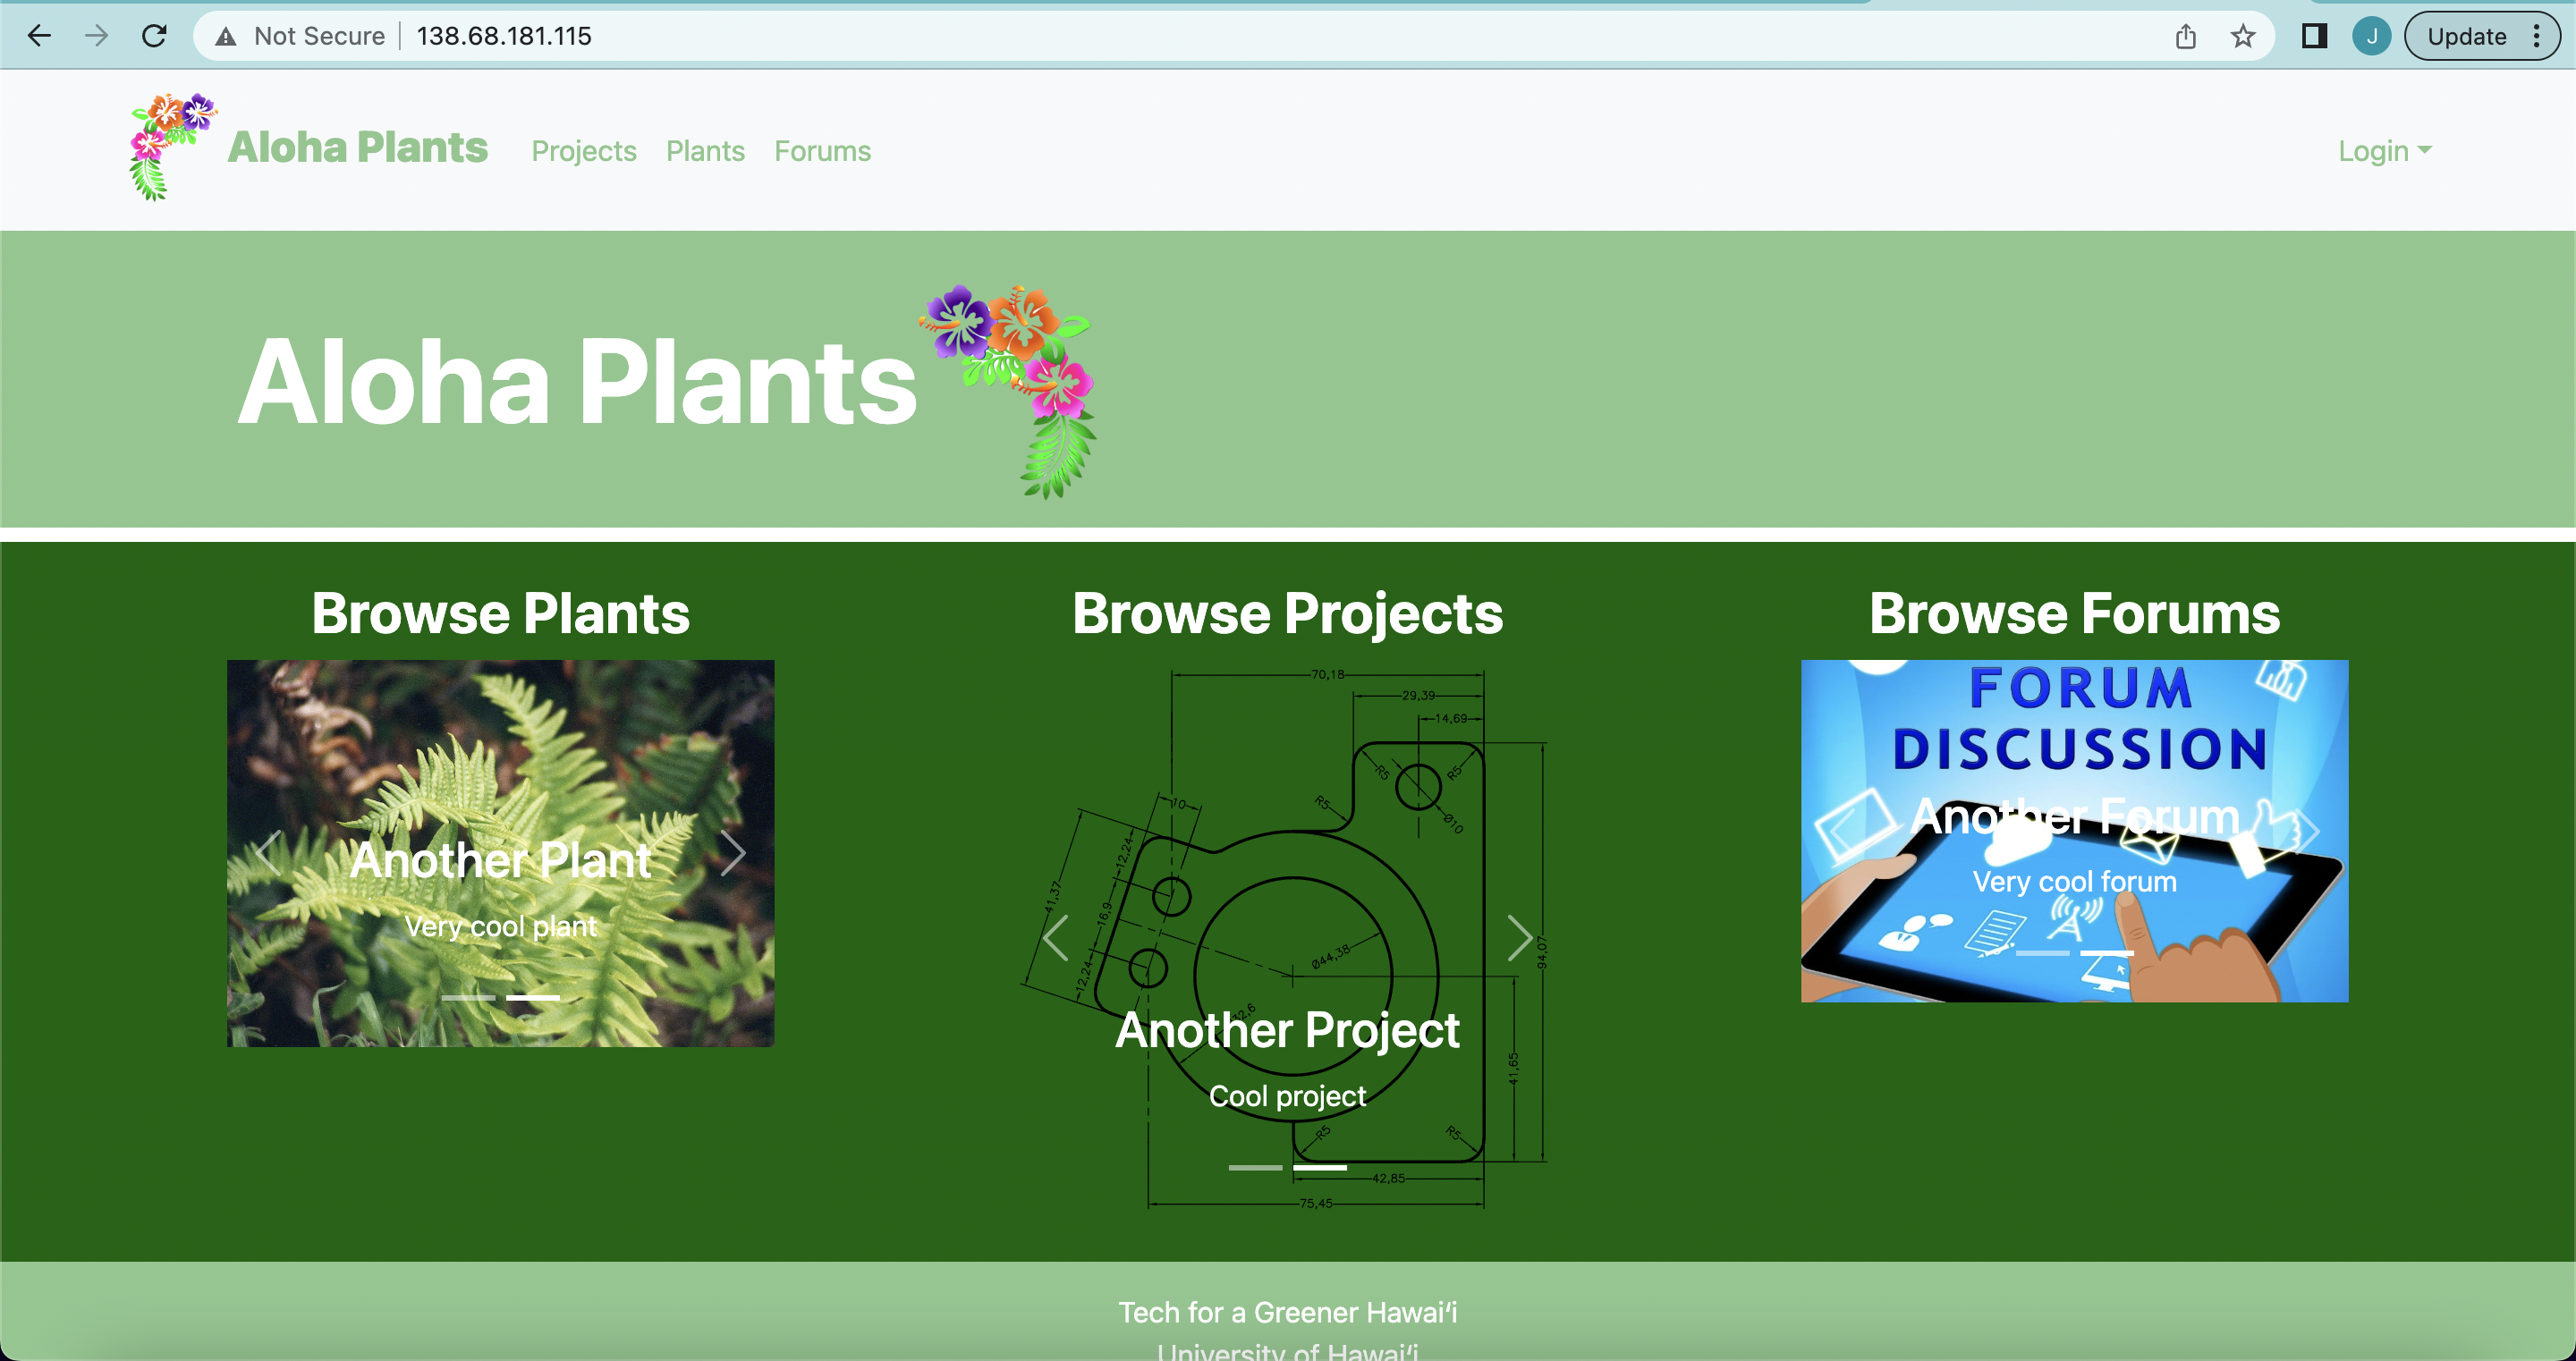 Not Secure 138.68.181.115
J
Update
Aloha Plants
Projects Plants Forums
Login
Aloha Plants
Browse Plants
Another Plant
Very cool plant
Browse Projects
70,18
29,39
14,69
R5
R5
R5
Ø10
10
12,24
41,37
16,9
12,24
Ø44,38
94,07
Another Project
41,65
Cool project
R5
R5
42,85
75,45
Browse Forums
FORUM
DISCUSSION
Another Forum
Very cool forum
Tech for a Greener Hawaiʻi
University of Hawaiʻi